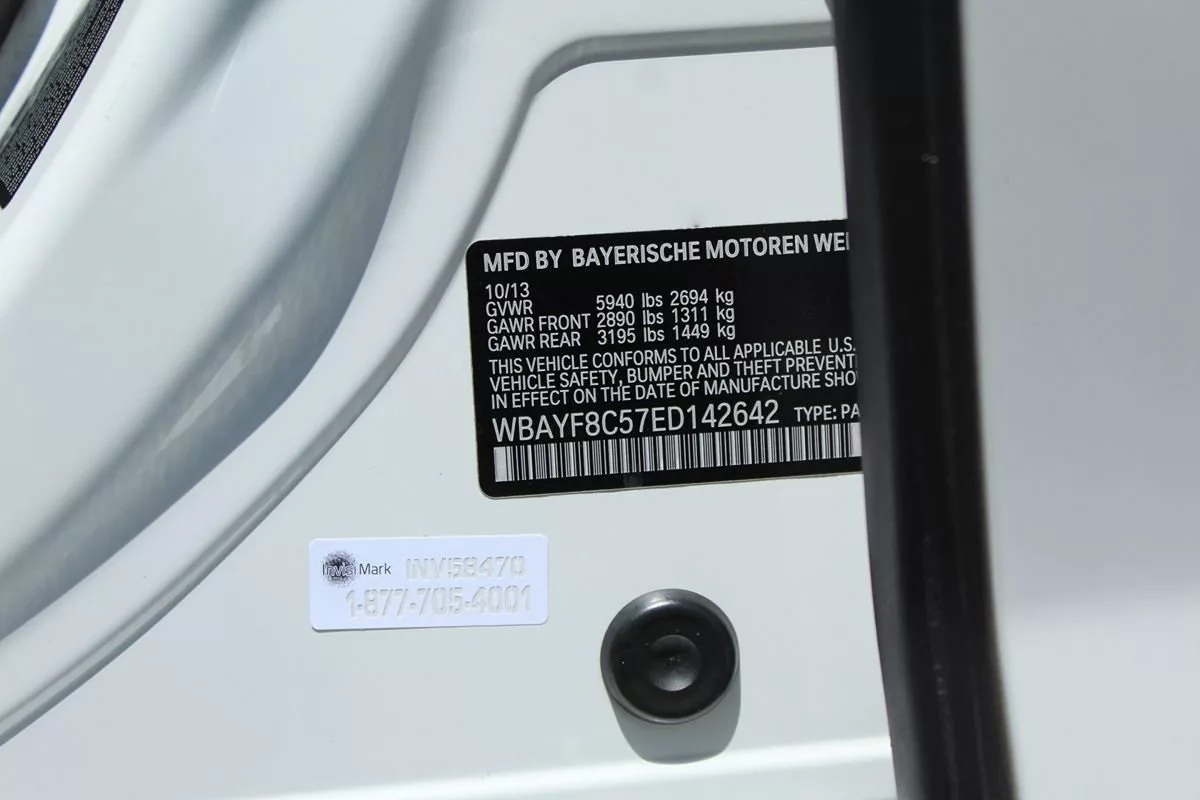 MFD BY BAYERISCHE MOTOREN
10/13
GVWR 5940 lbs 2694 kg
GAWR FRONT 2890 lbs 1311 kg
GAWR REAR 3195 lbs 1449 kg
THIS VEHICLE CONFORMS TO ALL APPLICABLE U.S.
VEHICLE SAFETY, BUMPER AND THEFT PREVENTI
IN EFFECT ON THE DATE OF MANUFACTURE SHO
WBAYF8C57ED142642 TYPE: PA
InvisiMark INV58470
1-877-705-4001